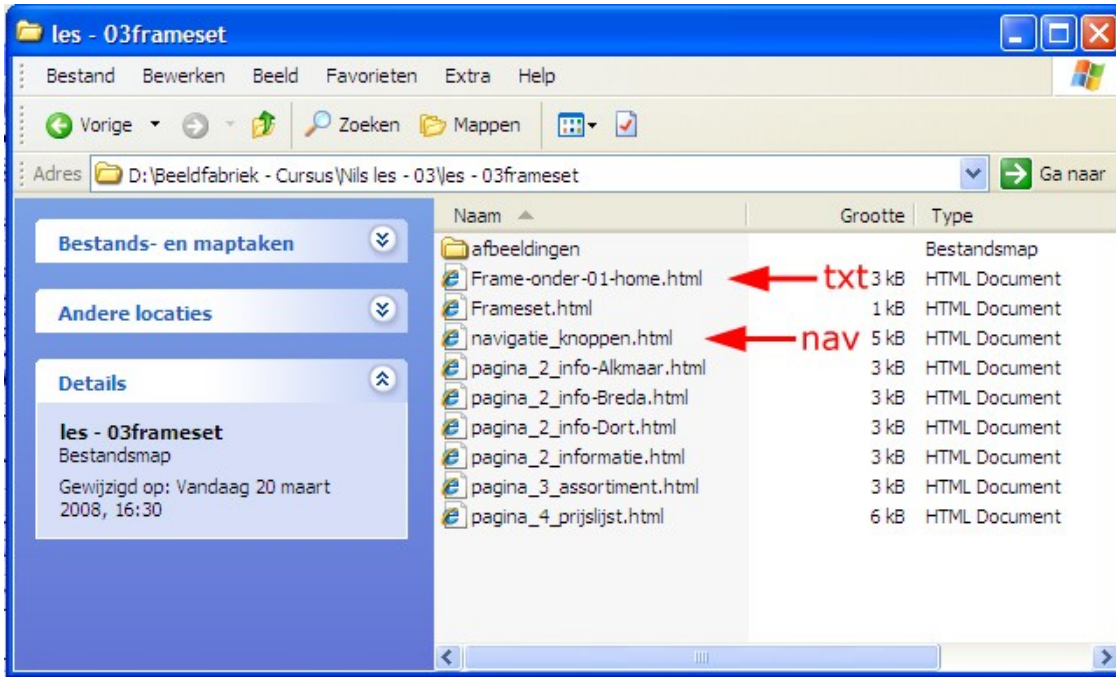 les - 03frameset
Bestand Bewerken Beeld Favorieten Extra Help
Vorige Zoeken Mappen
Adres D:\Beeldfabriek - Cursus\Nils les - 03\les - 03frameset Ga naar
Bestands- en maptaken
Andere locaties
Details
les - 03frameset
Bestandsmap
Gewijzigd op: Vandaag 20 maart
2008, 16:30
Naam Grootte Type
afbeeldingen Bestandsmap
Frame-onder-01-home.html txt 3 kB HTML Document
Frameset.html 1 kB HTML Document
navigatie_knoppen.html nav 5 kB HTML Document
pagina_2_info-Alkmaar.html 3 kB HTML Document
pagina_2_info-Breda.html 3 kB HTML Document
pagina_2_info-Dort.html 3 kB HTML Document
pagina_2_informatie.html 3 kB HTML Document
pagina_3_assortiment.html 3 kB HTML Document
pagina_4_prijslijst.html 6 kB HTML Document